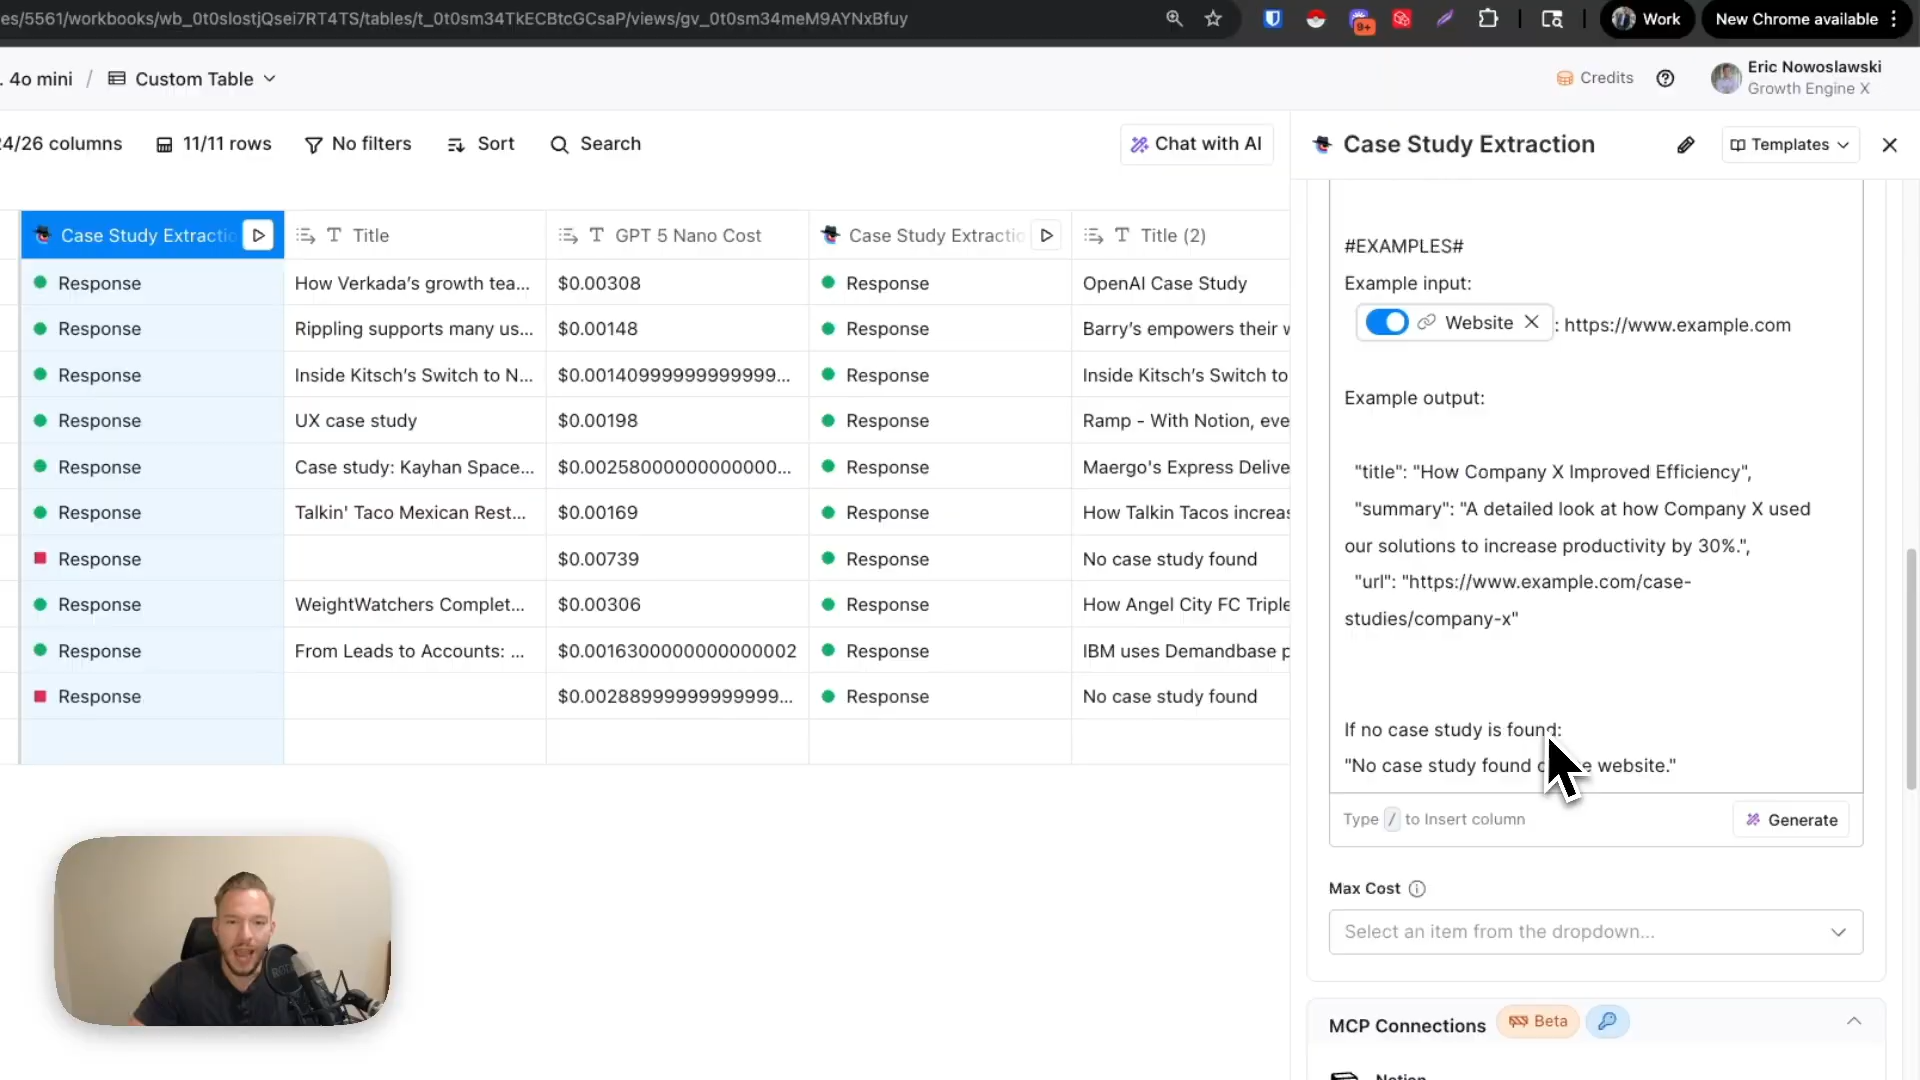 es/5561/workbooks/wb_0t0slostjQsei7RT4TS/tables/t_0t0sm34TkECBtcGCsaP/views/gv_0t0sm34meM9AYNxBfuy
9+
Work
New Chrome available
. 4o mini / Custom Table
Credits
Eric Nowoslawski
Growth Engine X
24/26 columns
11/11 rows
No filters
Sort
Search
Chat with AI
Case Study Extraction
Templates
Case Study Extractio
Title
GPT 5 Nano Cost
Case Study Extractio
Title (2)
Response How Verkada’s growth tea... $0.00308 Response OpenAI Case Study
Response Rippling supports many us... $0.00148 Response Barry’s empowers their w
Response Inside Kitsch’s Switch to N... $0.00140999999999999... Response Inside Kitsch’s Switch to
Response UX case study $0.00198 Response Ramp - With Notion, eve
Response Case study: Kayhan Space... $0.00258000000000000... Response Maergo's Express Delive
Response Talkin' Taco Mexican Rest... $0.00169 Response How Talkin Tacos increas
Response $0.00739 Response No case study found
Response WeightWatchers Complet... $0.00306 Response How Angel City FC Triple
Response From Leads to Accounts: ... $0.0016300000000000002 Response IBM uses Demandbase p
Response $0.00288999999999999... Response No case study found
#EXAMPLES#
Example input:
Website : https://www.example.com
Example output:
"title": "How Company X Improved Efficiency",
"summary": "A detailed look at how Company X used
our solutions to increase productivity by 30%.",
"url": "https://www.example.com/case-
studies/company-x"
If no case study is found:
"No case study found website."
Type / to Insert column
Generate
Max Cost
Select an item from the dropdown...
MCP Connections
Beta
Notion